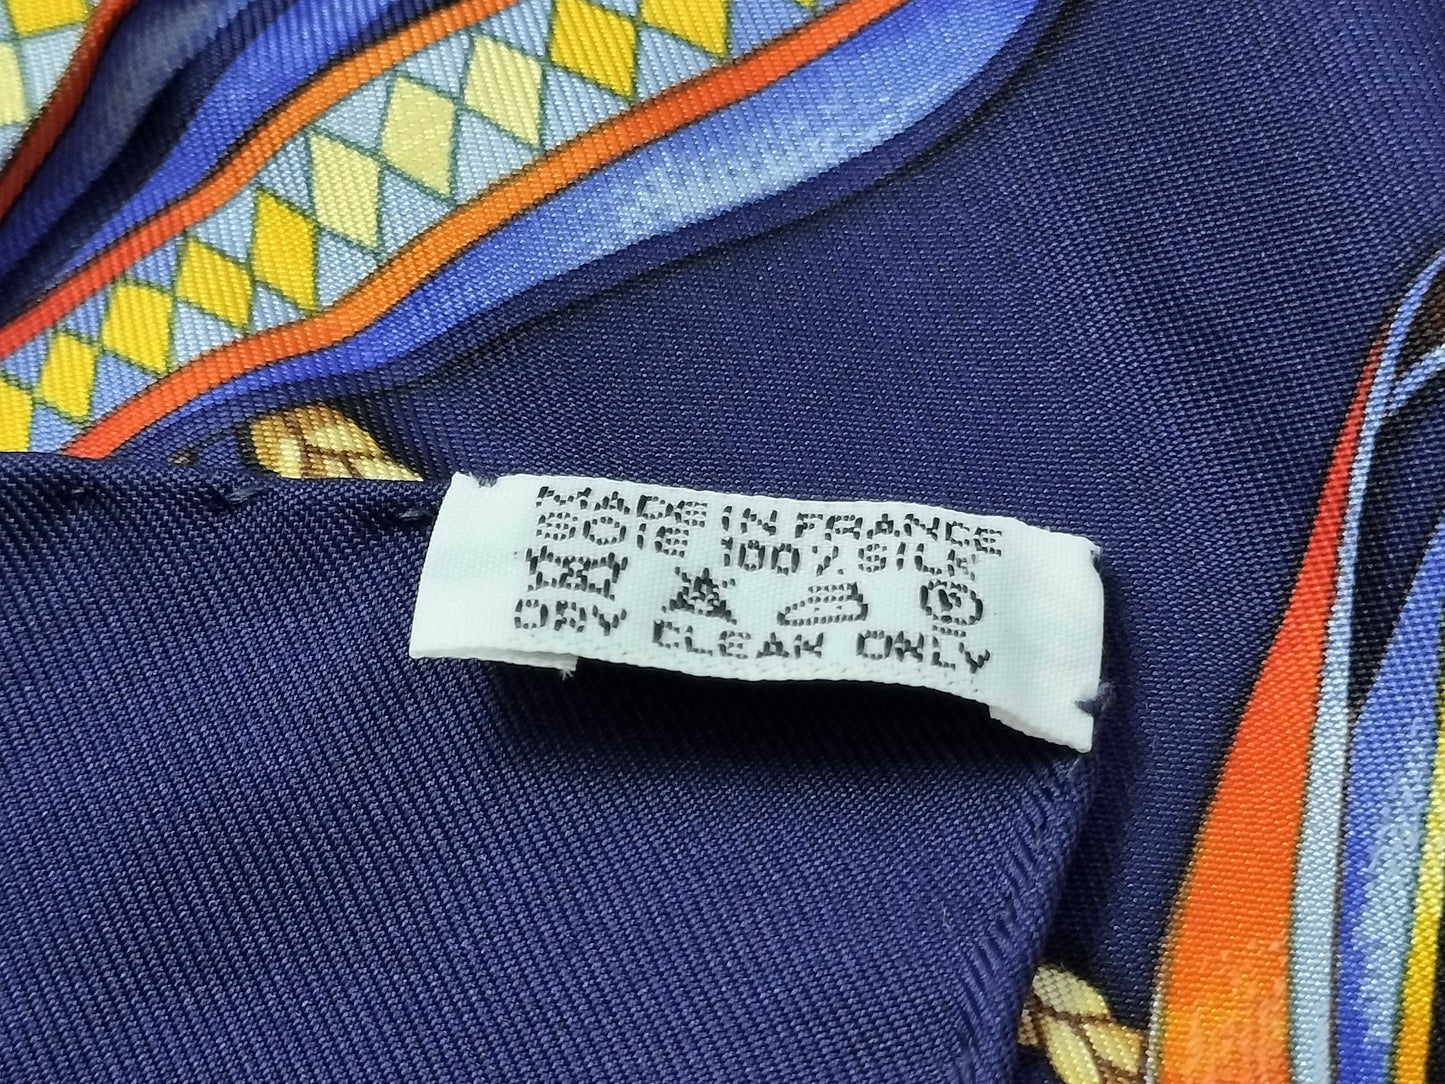 MADE IN FRANCE
SOIE 100% SILK
DRY CLEAN ONLY